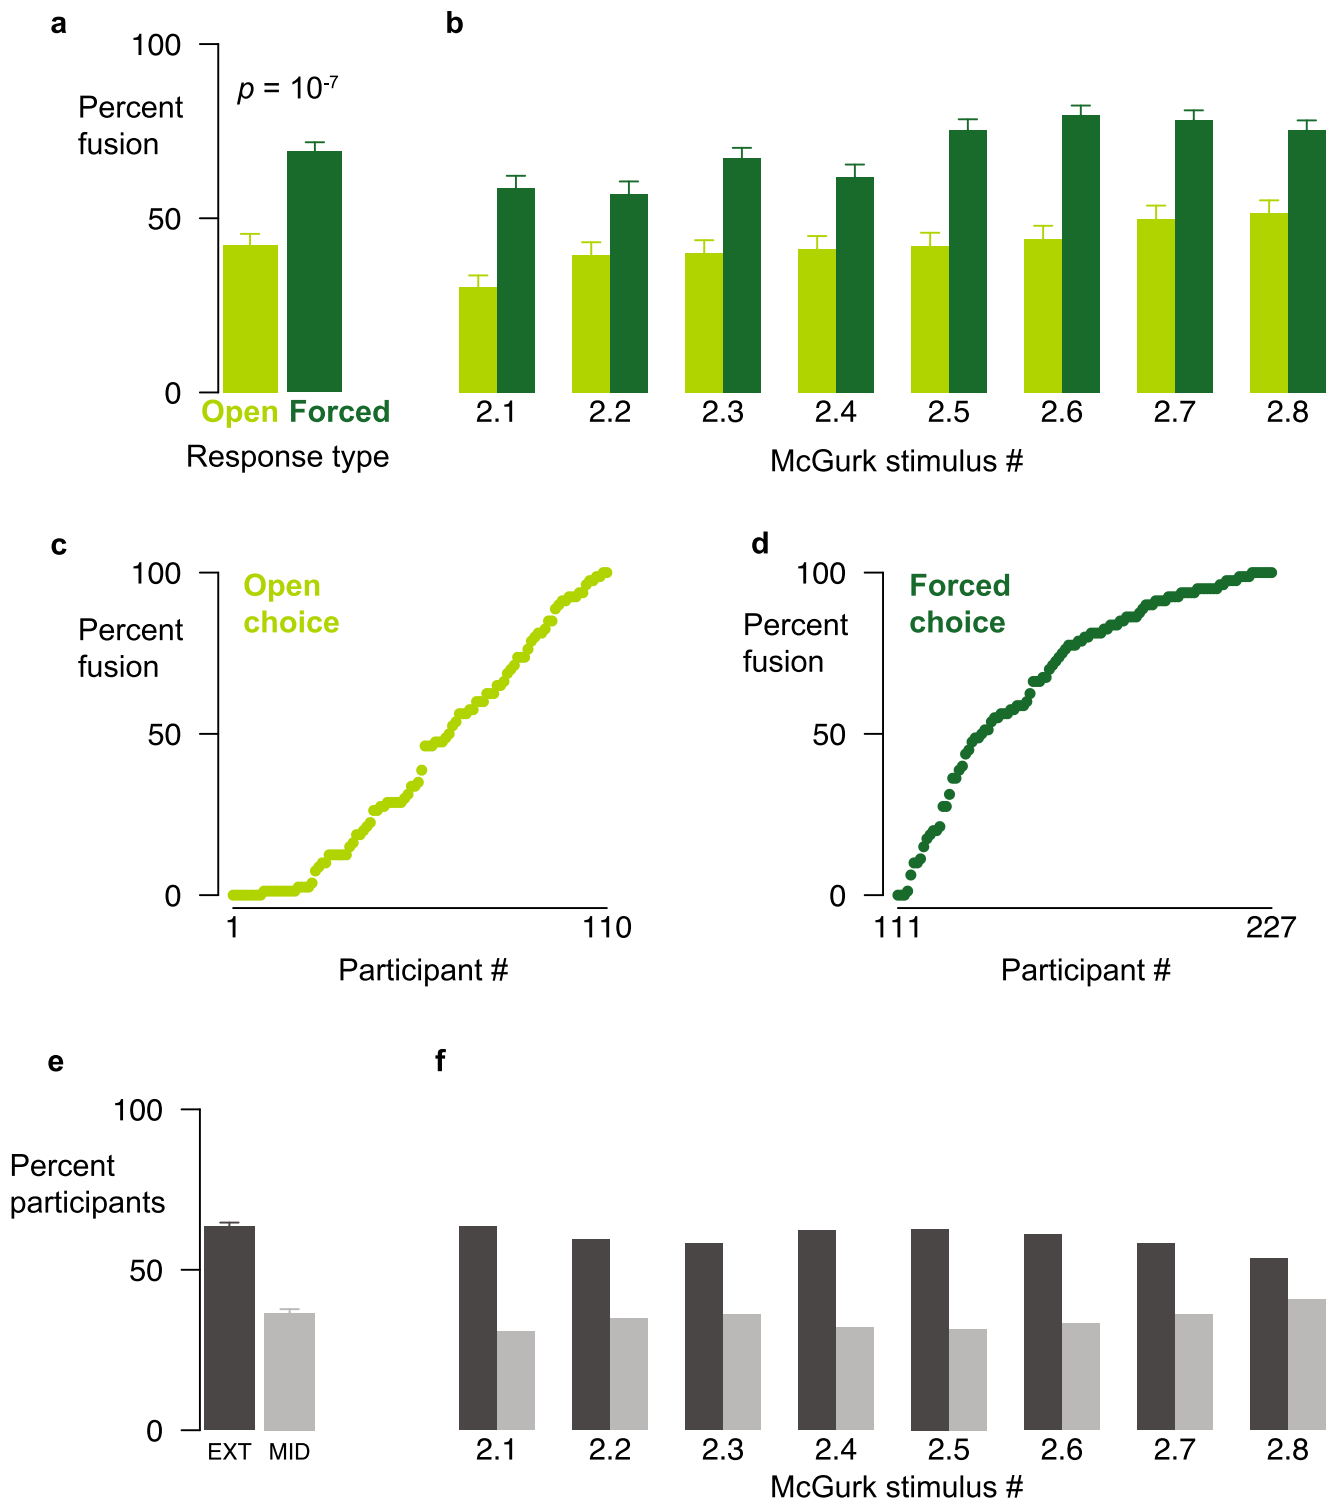 a
100
p = 10-7
Percent
fusion
50
0
Open Forced
Response type
b
2.1 2.2 2.3 2.4 2.5 2.6 2.7 2.8
McGurk stimulus #
c
100
Open
choice
Percent
fusion
50
0
1 110
Participant #
d
100
Forced
choice
Percent
fusion
50
0
111 227
Participant #
e
100
Percent
participants
50
0
EXT MID
f
2.1 2.2 2.3 2.4 2.5 2.6 2.7 2.8
McGurk stimulus #